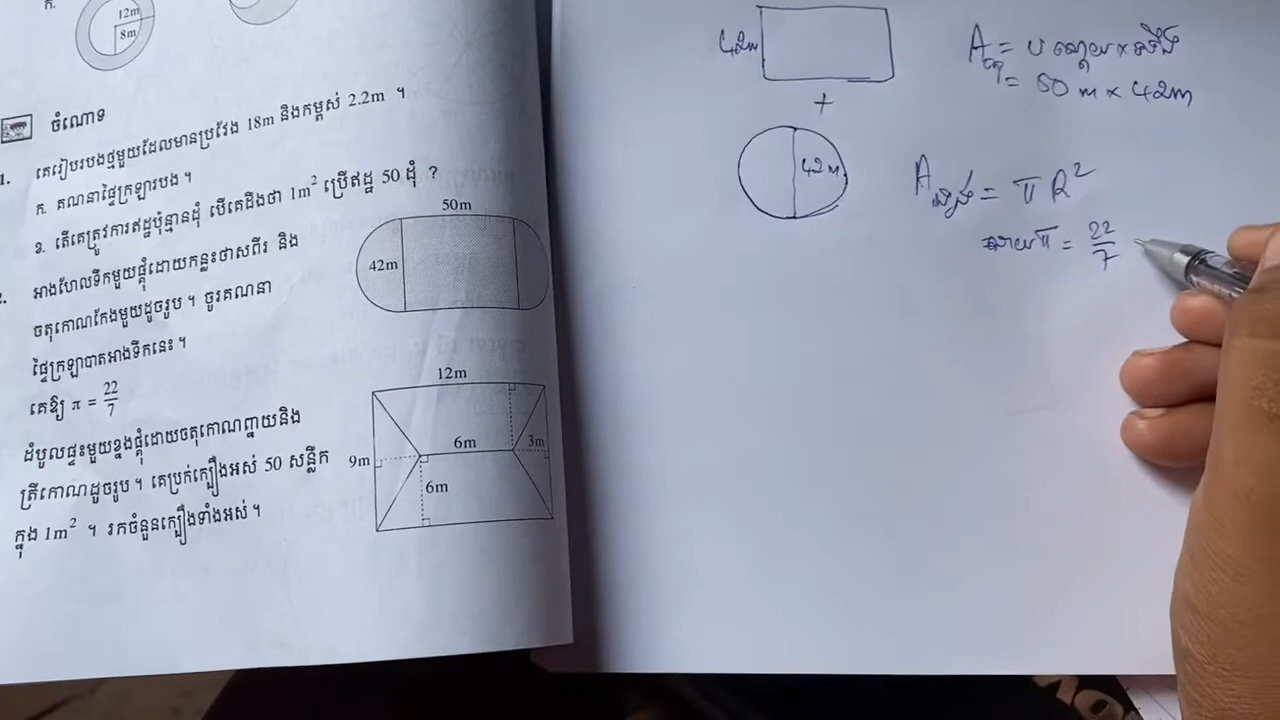 ក.
12m
8m
ចំណោទ
1. គេរៀបរបងថ្មមួយដែលមានប្រវែង 18m និងកម្ពស់ 2.2m ។
ក. គណនាផ្ទៃក្រឡារបង ។
ខ. តើគេត្រូវការឥដ្ឋប៉ុន្មានដុំ បើគេដឹងថា 1m² ប្រើឥដ្ឋ 50 ដុំ ?
អាងហែលទឹកមួយផ្គុំដោយកន្លះថាសពីរ និង
ចតុកោណកែងមួយដូចរូប ។ ចូរគណនា
ផ្ទៃក្រឡាបាតអាងទឹកនេះ ។
គេឱ្យ π = 22/7
50m
42m
ដំបូលផ្ទះមួយខ្នងផ្គុំដោយចតុកោណព្នាយនិង
ត្រីកោណដូចរូប ។ គេប្រក់ក្បឿងអស់ 50 សន្លឹក
ក្នុង 1m² ។ រកចំនួនក្បឿងទាំងអស់ ។
12m
6m
3m
9m
6m
42m
+
42m
= 50m × 42m
= π R²
π = 22/7